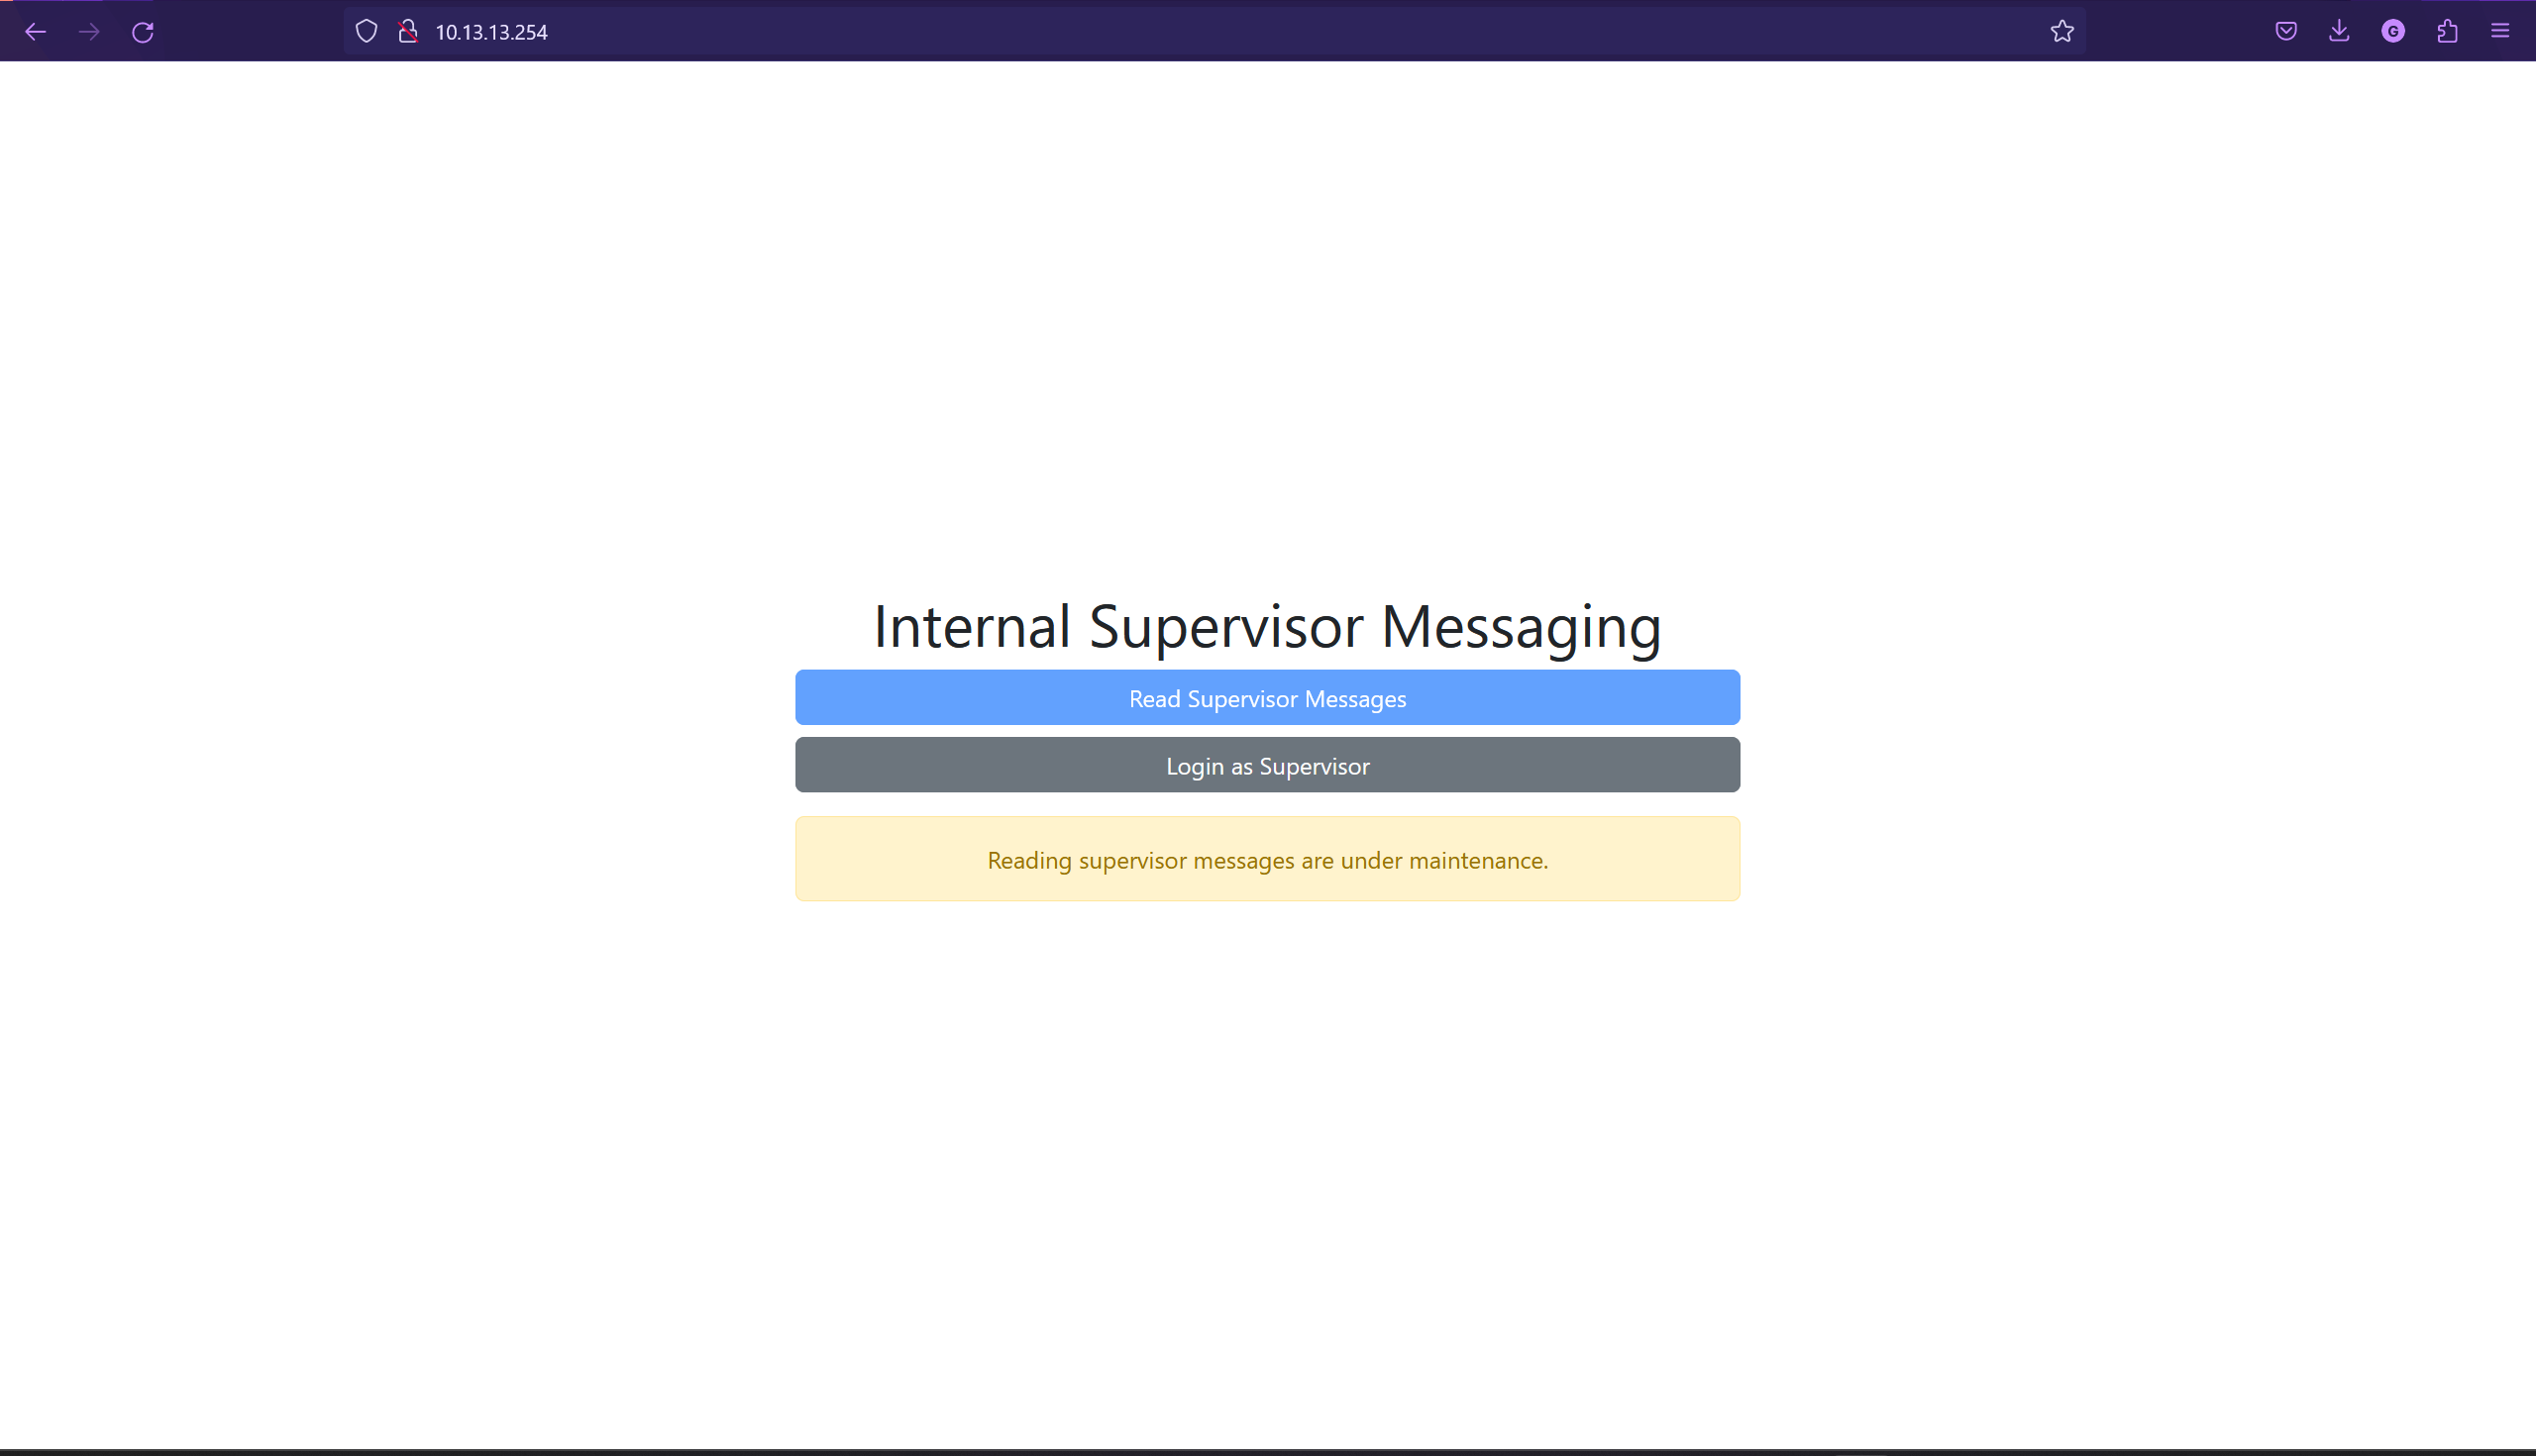 10.13.13.254
G
Internal Supervisor Messaging
Read Supervisor Messages
Login as Supervisor
Reading supervisor messages are under maintenance.